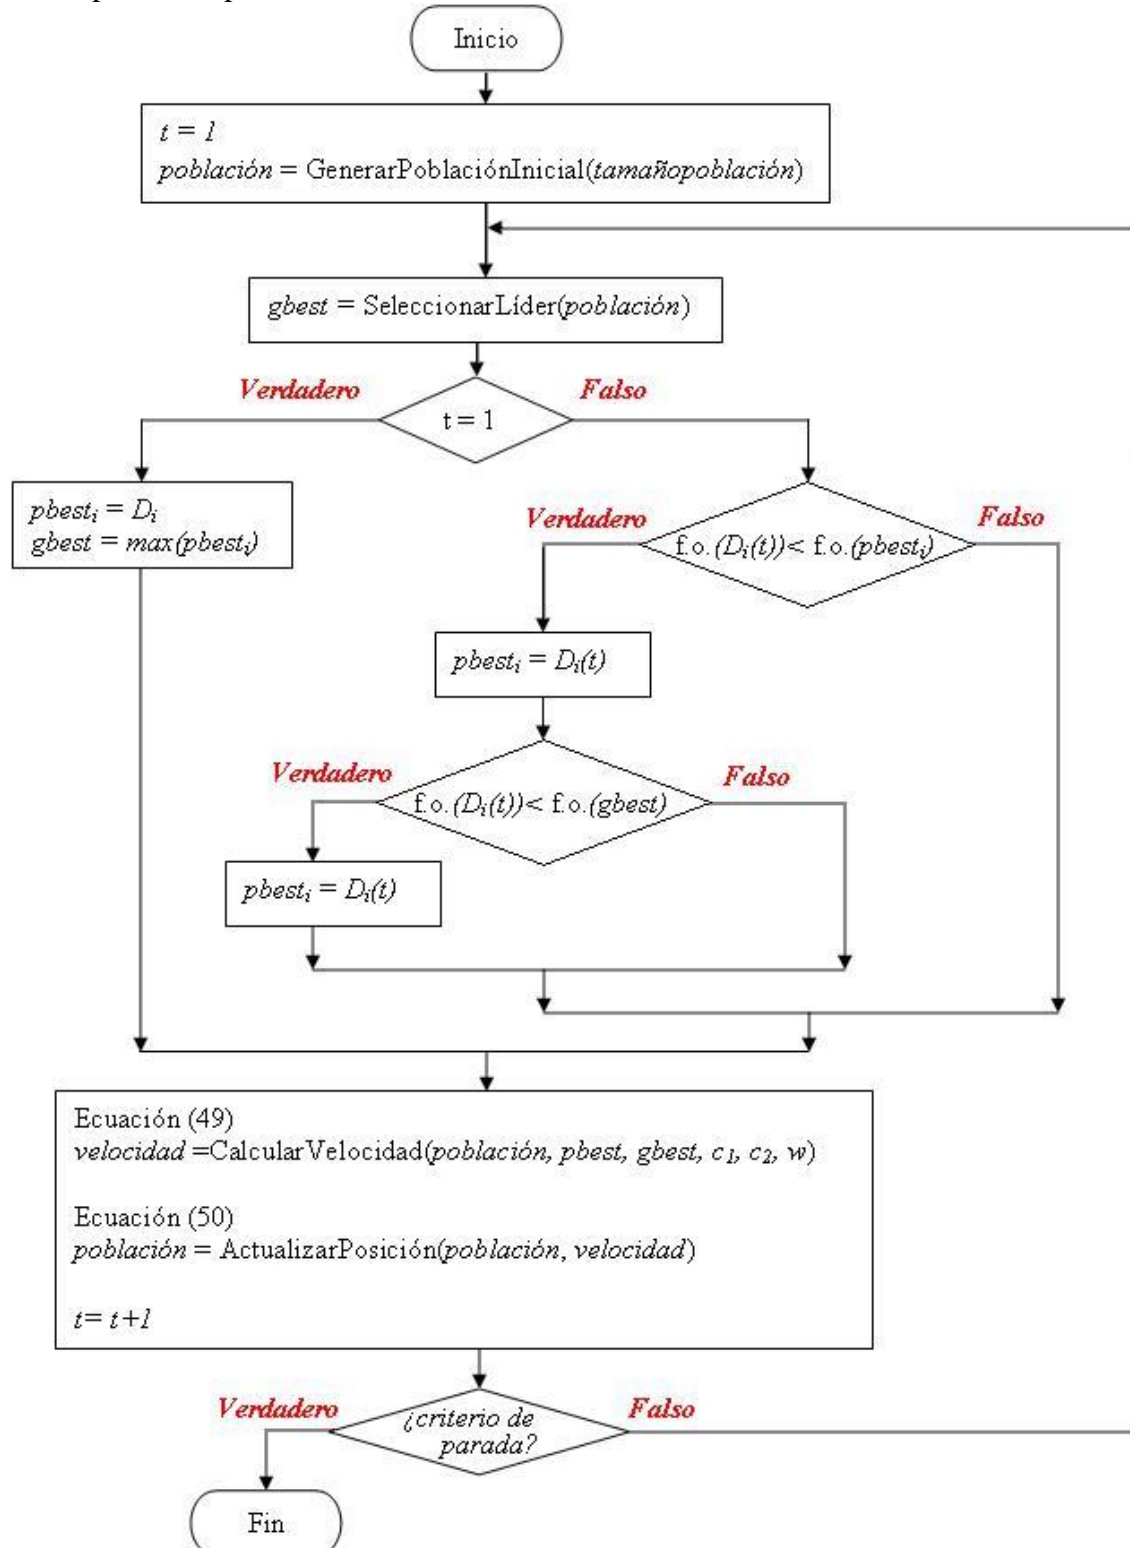 Inicio
t = 1
población = GenerarPoblaciónInicial(tamañopoblación)
gbest = SeleccionarLíder(población)
Verdadero
Falso
t = 1
pbestᵢ = Dᵢ
gbest = max(pbestᵢ)
Verdadero
Falso
f.o.(Dᵢ(t))< f.o.(pbestᵢ)
pbestᵢ = Dᵢ(t)
Verdadero
Falso
f.o.(Dᵢ(t))< f.o.(gbest)
pbestᵢ = Dᵢ(t)
Ecuación (49)
velocidad =CalcularVelocidad(población, pbest, gbest, c₁, c₂, w)
Ecuación (50)
población = ActualizarPosición(población, velocidad)
t= t+1
Verdadero
Falso
¿criterio de
parada?
Fin